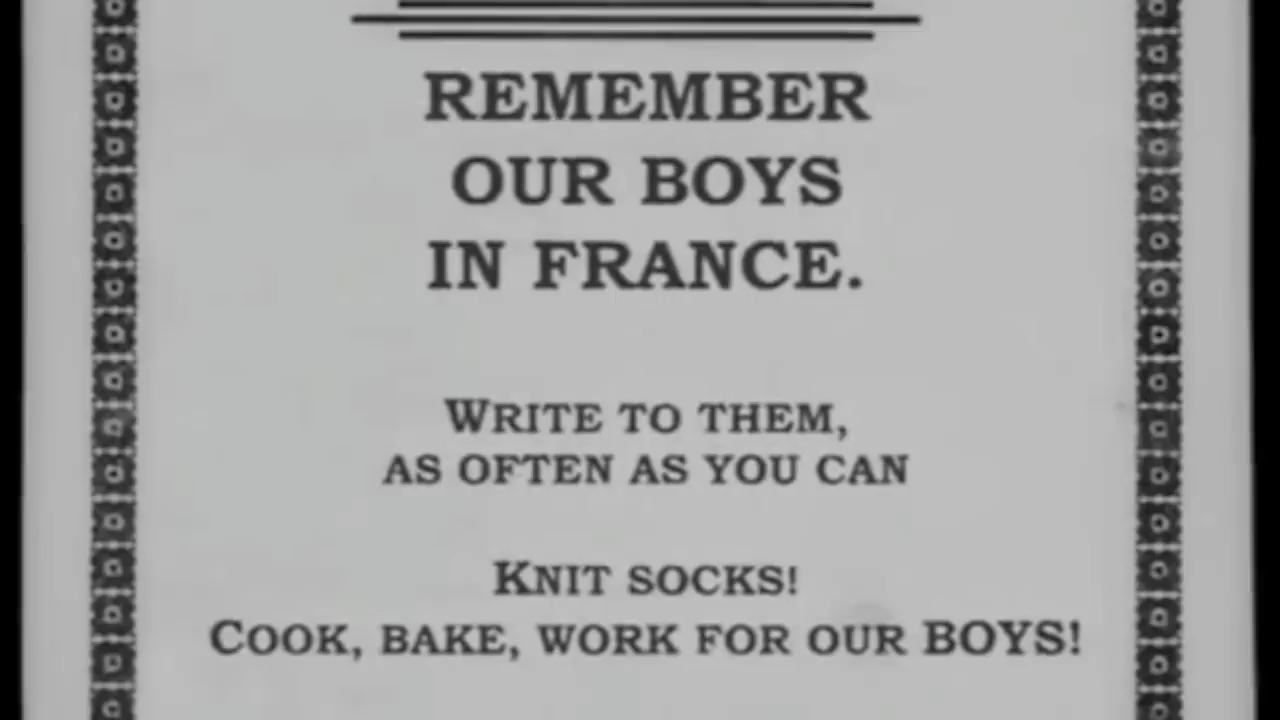 REMEMBER
OUR BOYS
IN FRANCE.
WRITE TO THEM,
AS OFTEN AS YOU CAN
KNIT SOCKS!
COOK, BAKE, WORK FOR OUR BOYS!